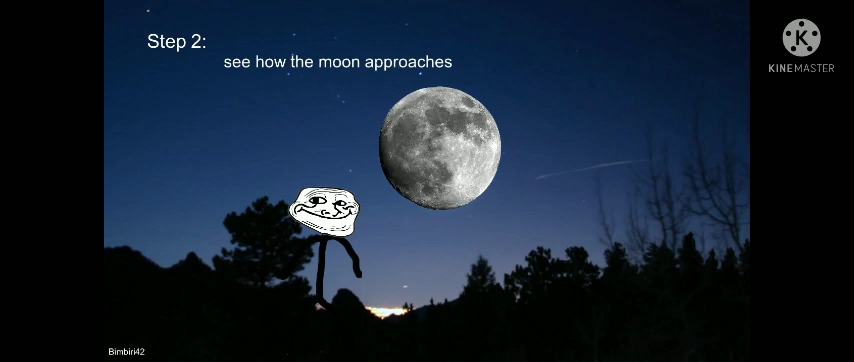 Step 2:
see how the moon approaches
KINEMASTER
Bimbiri42